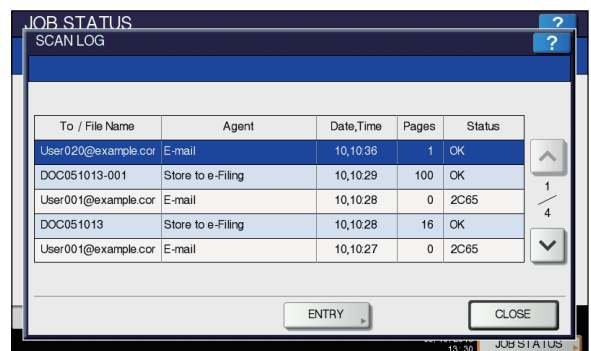 JOB STATUS
?
SCAN LOG
?
To / File Name Agent Date,Time Pages Status
User020@example.cor E-mail 10,10:36 1 OK
DOC051013-001 Store to e-Filing 10,10:29 100 OK
User001@example.cor E-mail 10,10:28 0 2C65
DOC051013 Store to e-Filing 10,10:28 16 OK
User001@example.cor E-mail 10,10:27 0 2C65
1
4
ENTRY
CLOSE
13:30
JOB STATUS